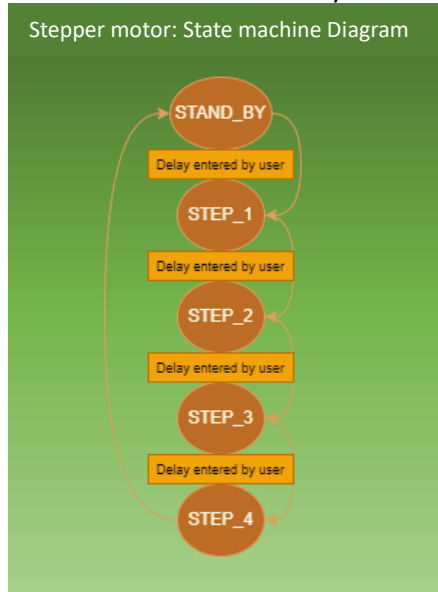 Stepper motor: State machine Diagram
STAND_BY
Delay entered by user
STEP_1
Delay entered by user
STEP_2
Delay entered by user
STEP_3
Delay entered by user
STEP_4